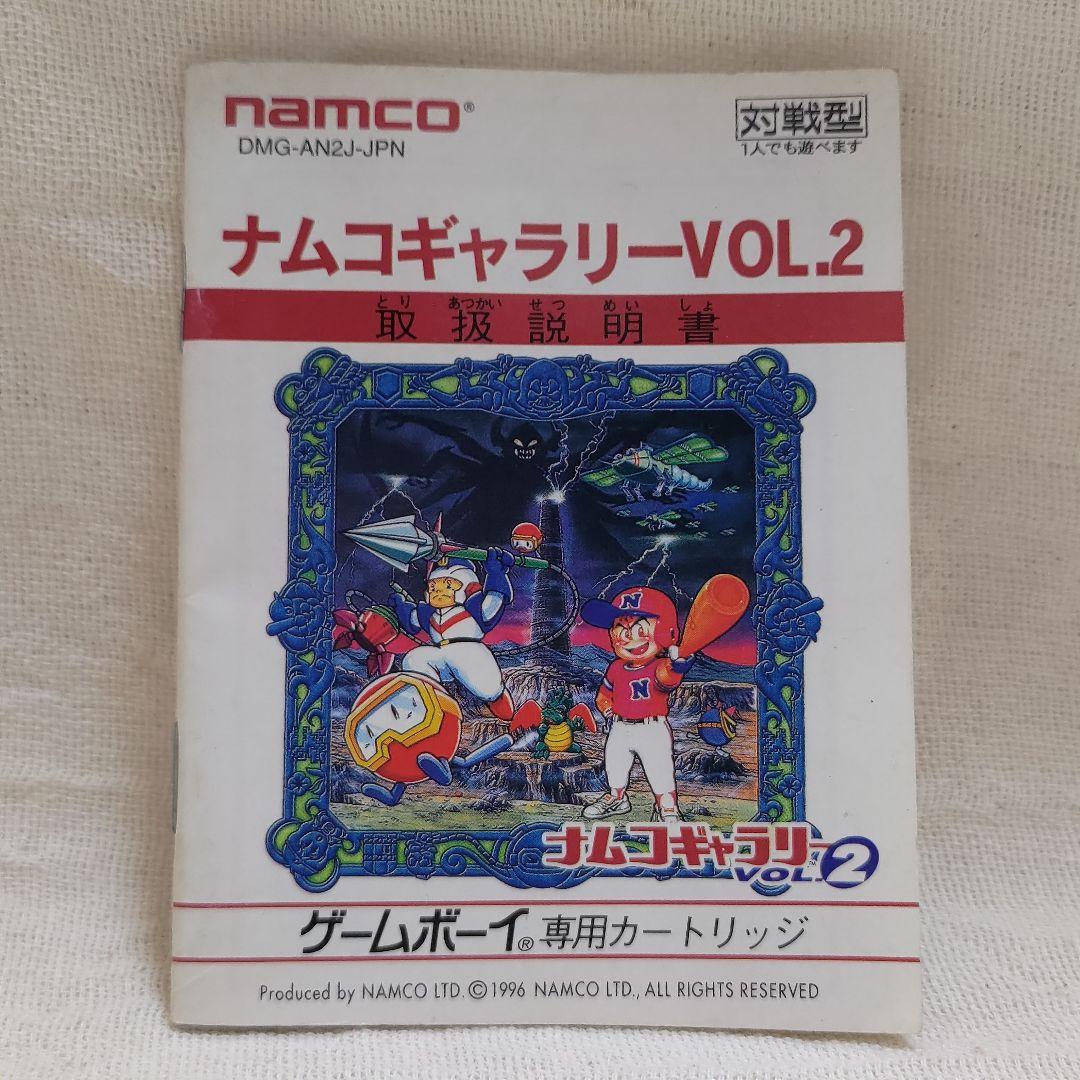 namco®
DMG-AN2J-JPN
対戦型
1人でも遊べます
ナムコギャラリーVOL.2
とり あつかい せつ めい しょ
取扱説明書
N
N
ナムコギャラリー
VOL.2
ゲームボーイ®専用カートリッジ
Produced by NAMCO LTD. © 1996 NAMCO LTD., ALL RIGHTS RESERVED